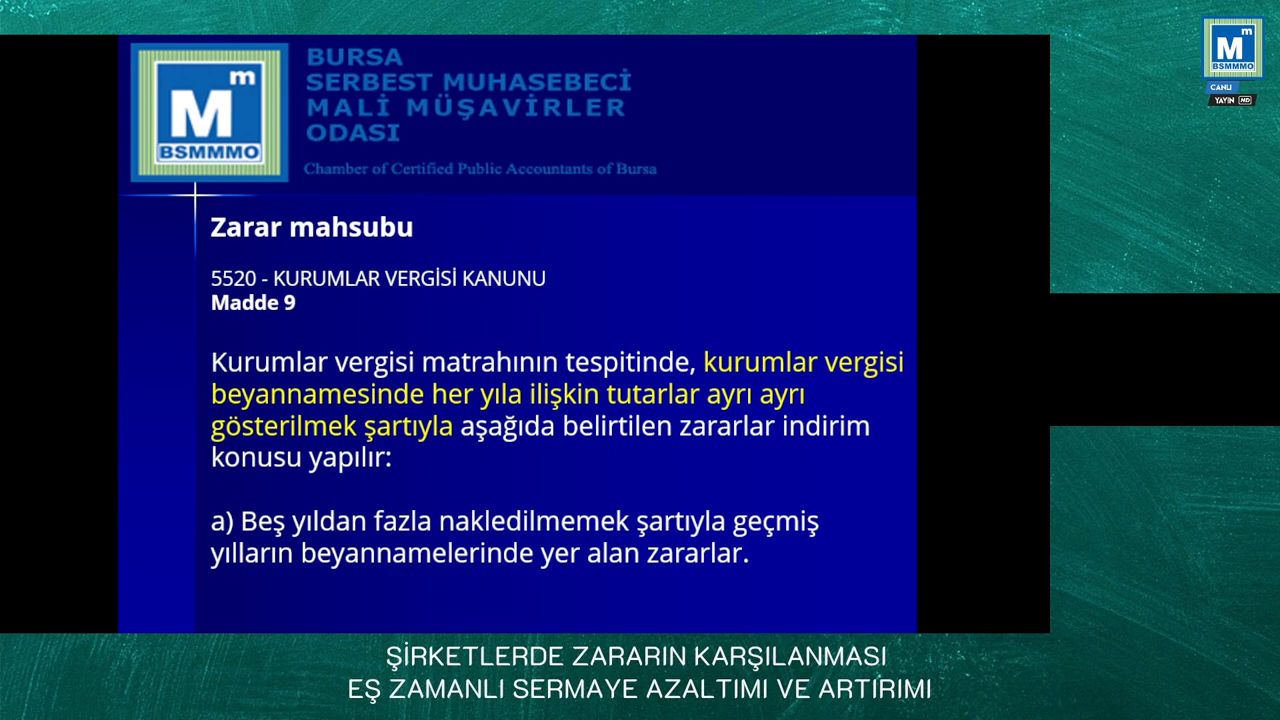 BURSA
SERBEST MUHASEBECİ
MALİ MÜŞAVİRLER
ODASI
Chamber of Certified Public Accountants of Bursa
M m
BSMMMO
M m
BSMMMO
CANLI
YAYIN HD
Zarar mahsubu
5520 - KURUMLAR VERGİSİ KANUNU
Madde 9
Kurumlar vergisi matrahının tespitinde, kurumlar vergisi
beyannamesinde her yıla ilişkin tutarlar ayrı ayrı
gösterilmek şartıyla aşağıda belirtilen zararlar indirim
konusu yapılır:
a) Beş yıldan fazla nakledilmemek şartıyla geçmiş
yılların beyannamelerinde yer alan zararlar.
ŞİRKETLERDE ZARARIN KARŞILANMASI
EŞ ZAMANLI SERMAYE AZALTIMI VE ARTIRIMI